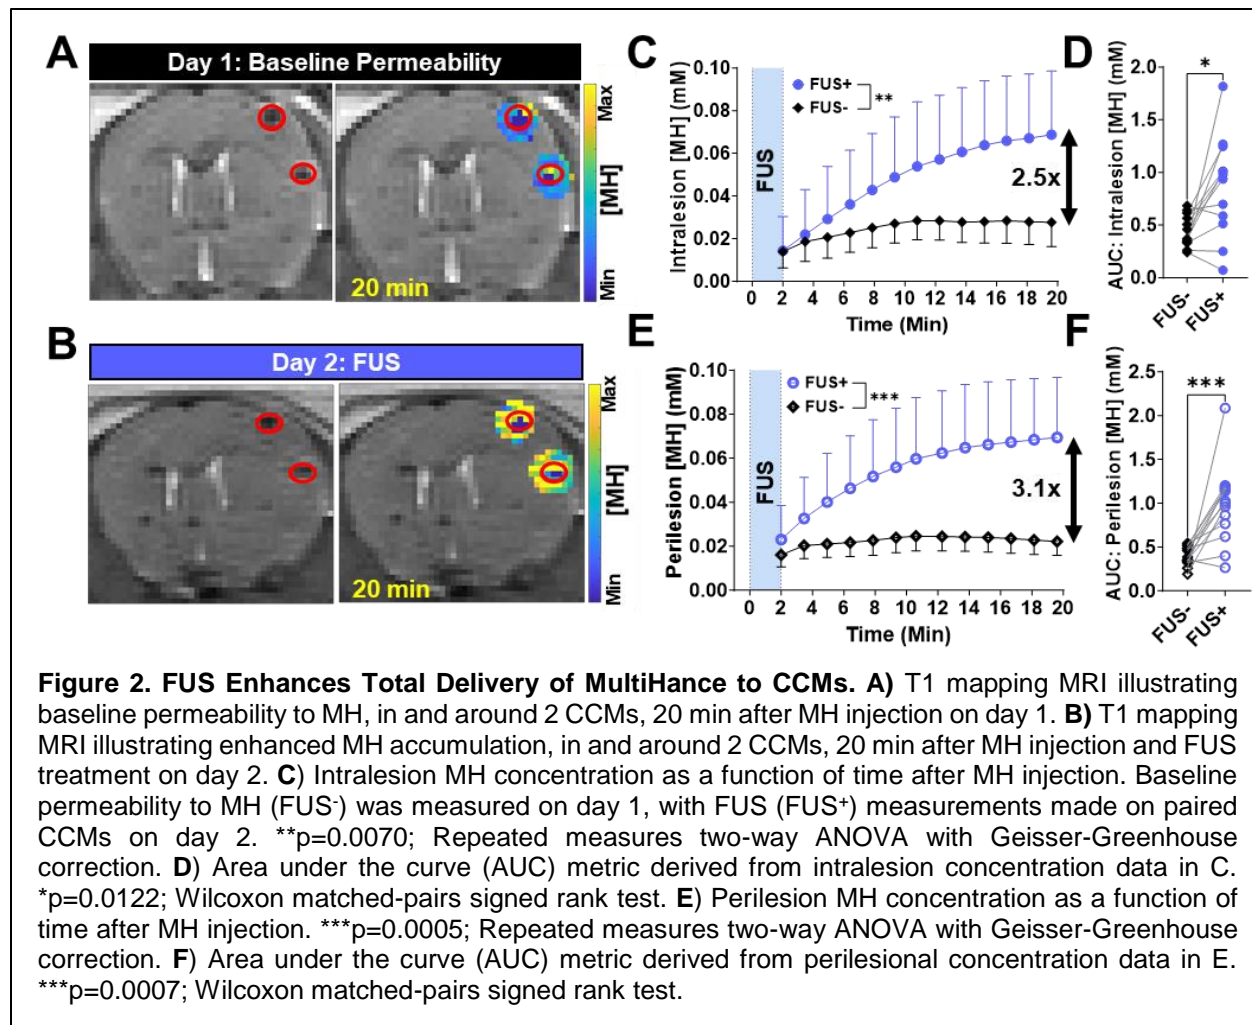 A
Day 1: Baseline Permeability
20 min
Max
[MH]
Min
B
Day 2: FUS
20 min
Max
[MH]
Min
C
Intralesion [MH] (mM)
0.10
0.08
0.06
0.04
0.02
0.00
FUS
FUS+
FUS-
**
2.5x
0 2 4 6 8 10 12 14 16 18 20
Time (Min)
D
AUC: Intralesion [MH] (mM)
*
2.0
1.5
1.0
0.5
0.0
FUS-
FUS+
E
Perilesion [MH] (mM)
0.10
0.08
0.06
0.04
0.02
0.00
FUS
FUS+
FUS-
***
3.1x
0 2 4 6 8 10 12 14 16 18 20
Time (Min)
F
AUC: Perilesion [MH] (mM)
***
2.5
2.0
1.5
1.0
0.5
0.0
FUS-
FUS+
Figure 2. FUS Enhances Total Delivery of MultiHance to CCMs. A) T1 mapping MRI illustrating
baseline permeability to MH, in and around 2 CCMs, 20 min after MH injection on day 1. B) T1 mapping
MRI illustrating enhanced MH accumulation, in and around 2 CCMs, 20 min after MH injection and FUS
treatment on day 2. C) Intralesion MH concentration as a function of time after MH injection. Baseline
permeability to MH (FUS⁻) was measured on day 1, with FUS (FUS⁺) measurements made on paired
CCMs on day 2. **p=0.0070; Repeated measures two-way ANOVA with Geisser-Greenhouse
correction. D) Area under the curve (AUC) metric derived from intralesion concentration data in C.
*p=0.0122; Wilcoxon matched-pairs signed rank test. E) Perilesion MH concentration as a function of
time after MH injection. ***p=0.0005; Repeated measures two-way ANOVA with Geisser-Greenhouse
correction. F) Area under the curve (AUC) metric derived from perilesional concentration data in E.
***p=0.0007; Wilcoxon matched-pairs signed rank test.